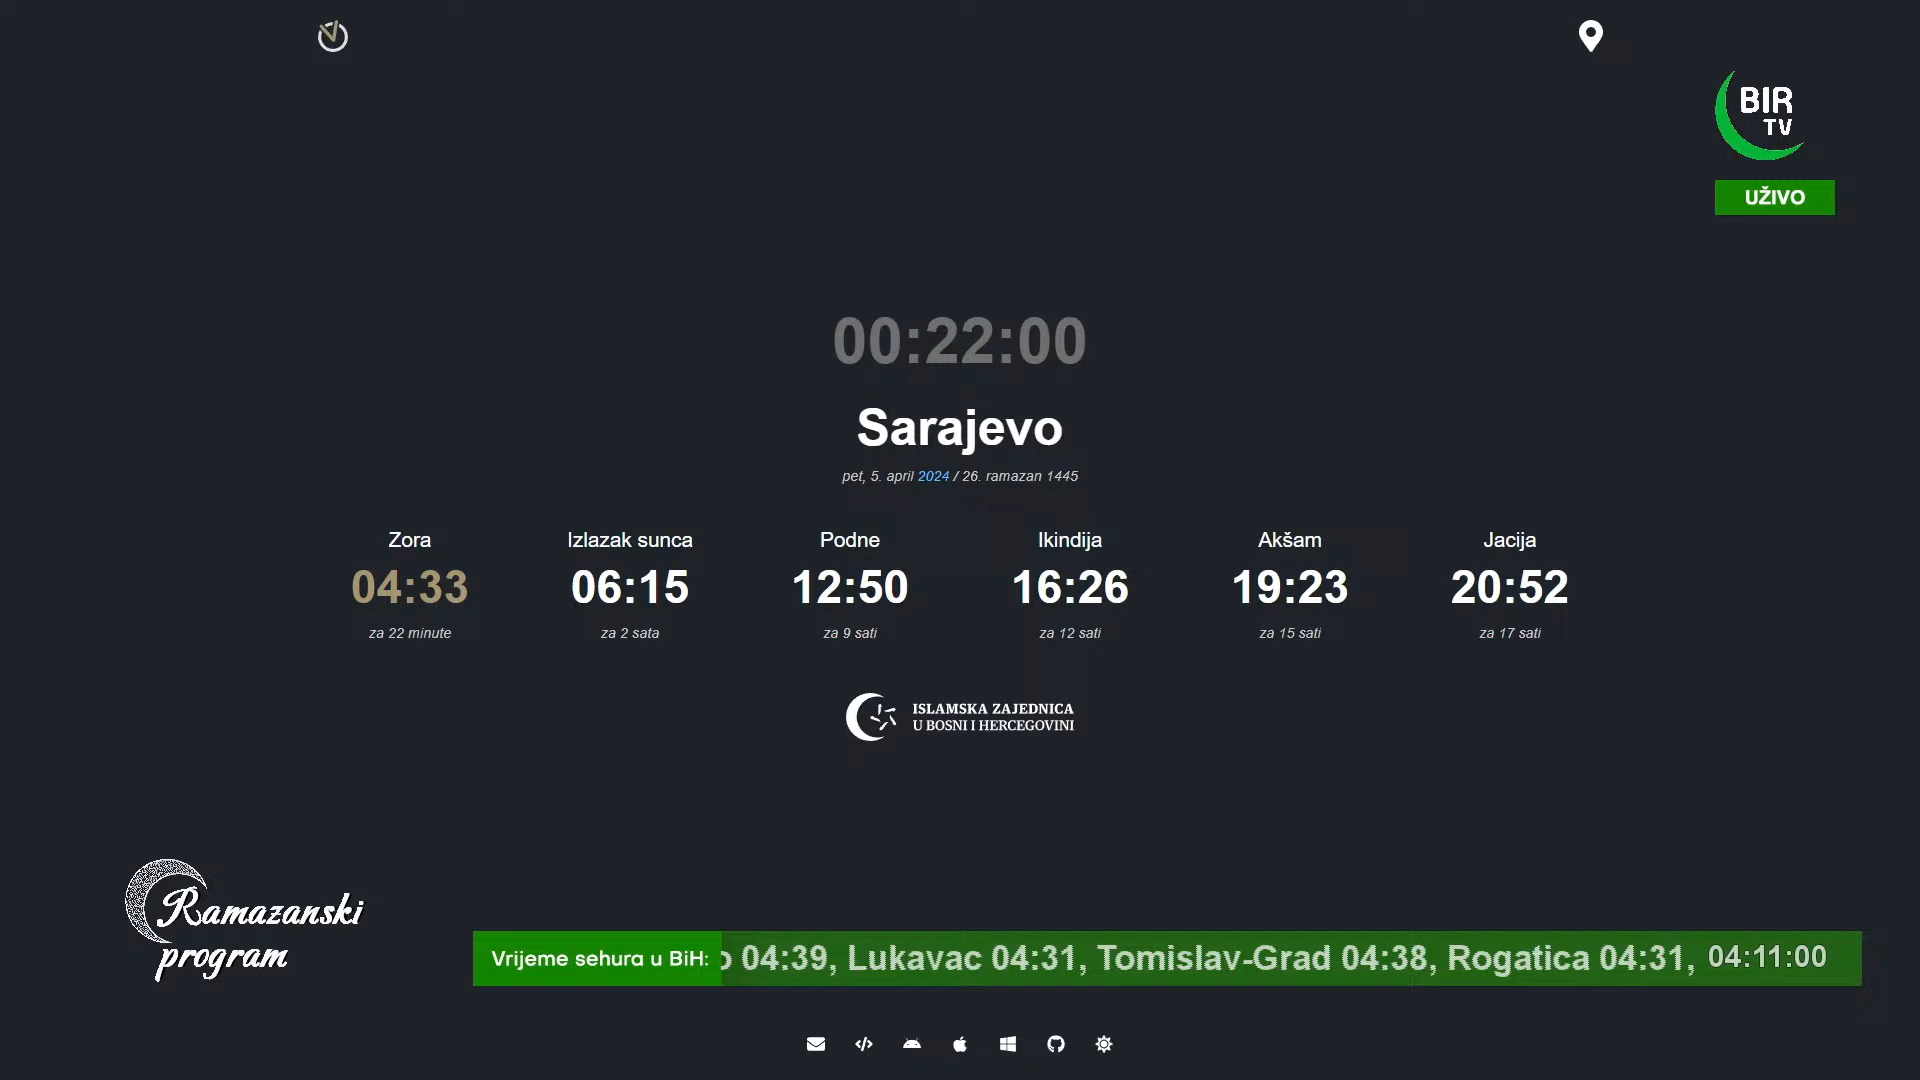 BIR
TV
UŽIVO
00:22:00
Sarajevo
pet, 5. april 2024 / 26. ramazan 1445
Zora
04:33
za 22 minute
Izlazak sunca
06:15
za 2 sata
Podne
12:50
za 9 sati
Ikindija
16:26
za 12 sati
Akšam
19:23
za 15 sati
Jacija
20:52
za 17 sati
ISLAMSKA ZAJEDNICA
U BOSNI I HERCEGOVINI
Ramazanski
program
Vrijeme sehura u BiH: 04:39, Lukavac 04:31, Tomislav-Grad 04:38, Rogatica 04:31, 04:11:00